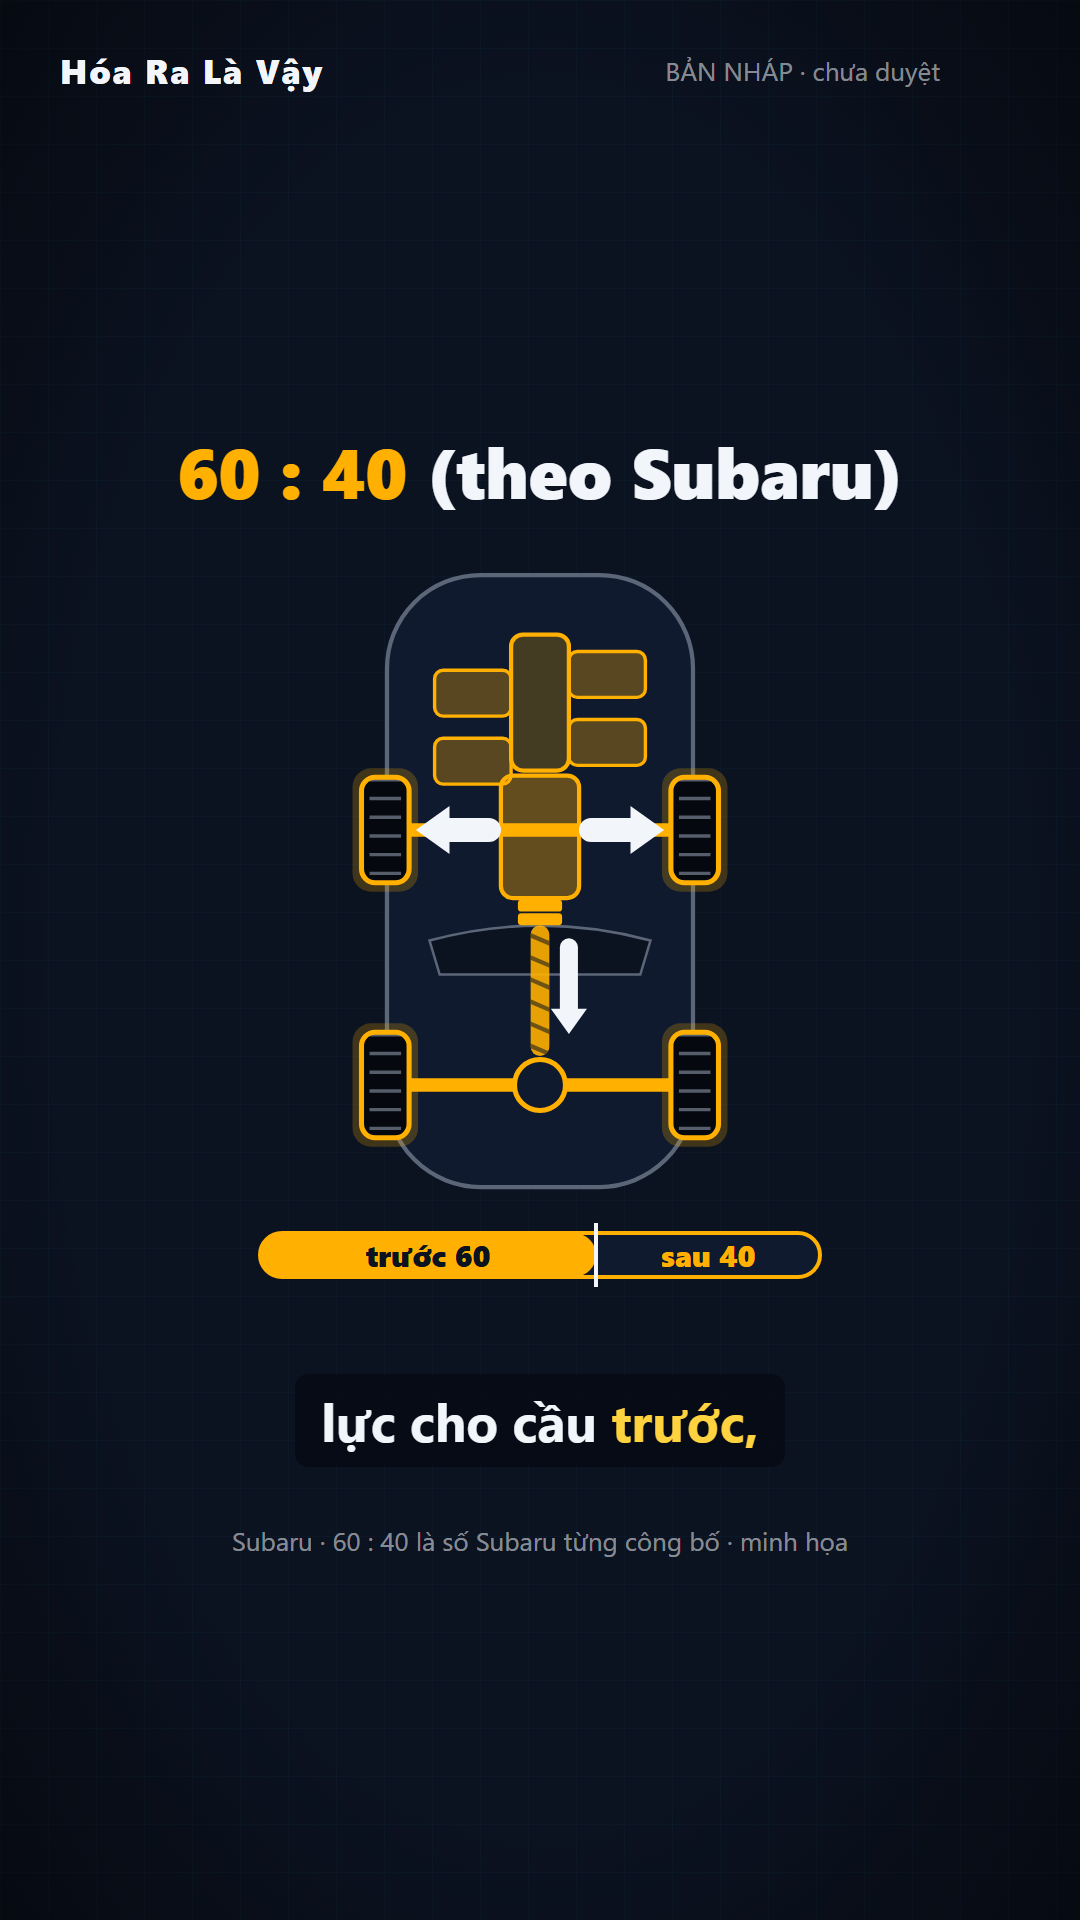 Hóa Ra Là Vậy
BẢN NHÁP · chưa duyệt
60 : 40 (theo Subaru)
trước 60
sau 40
lực cho cầu trước,
Subaru · 60 : 40 là số Subaru từng công bố · minh họa